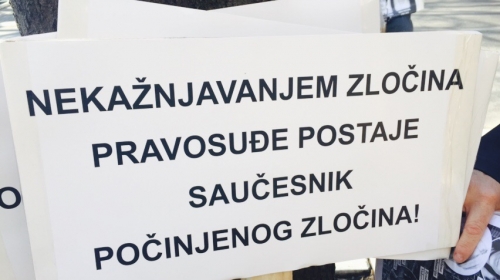 NEKAŽNJAVANJEM ZLOČINA
PRAVOSUĐE POSTAJE
SAUČESNIK
POČINJENOG ZLOČINA!